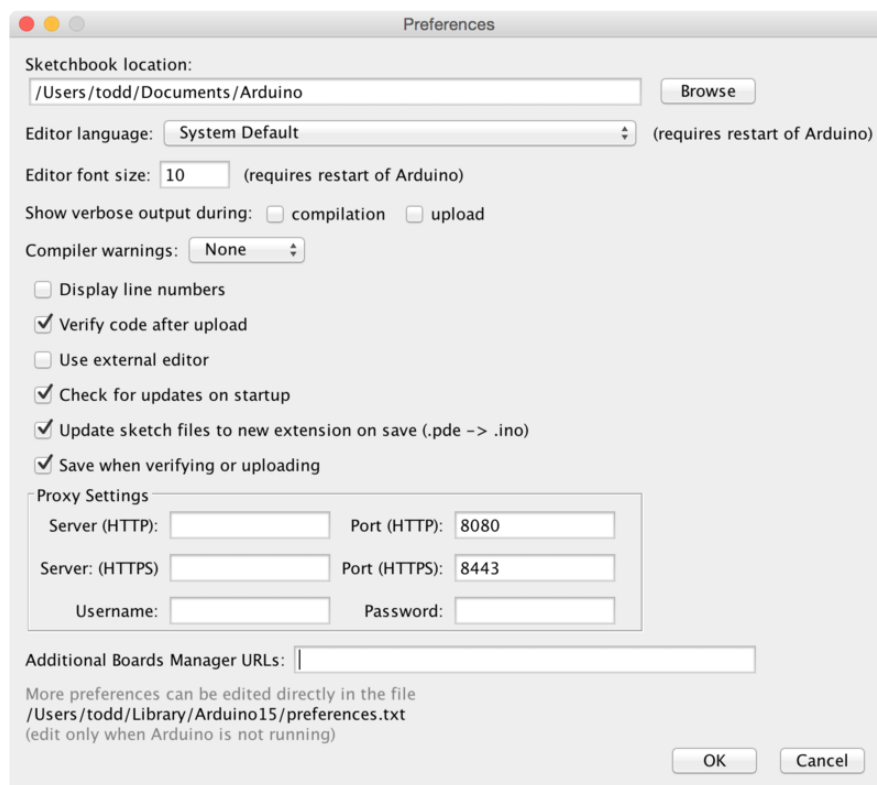 Preferences
Sketchbook location:
/Users/todd/Documents/Arduino Browse
Editor language: System Default (requires restart of Arduino)
Editor font size: 10 (requires restart of Arduino)
Show verbose output during: compilation upload
Compiler warnings: None
Display line numbers
Verify code after upload
Use external editor
Check for updates on startup
Update sketch files to new extension on save (.pde -> .ino)
Save when verifying or uploading
Proxy Settings
Server (HTTP): Port (HTTP): 8080
Server: (HTTPS) Port (HTTPS): 8443
Username: Password:
Additional Boards Manager URLs:
More preferences can be edited directly in the file
/Users/todd/Library/Arduino15/preferences.txt
(edit only when Arduino is not running)
OK Cancel